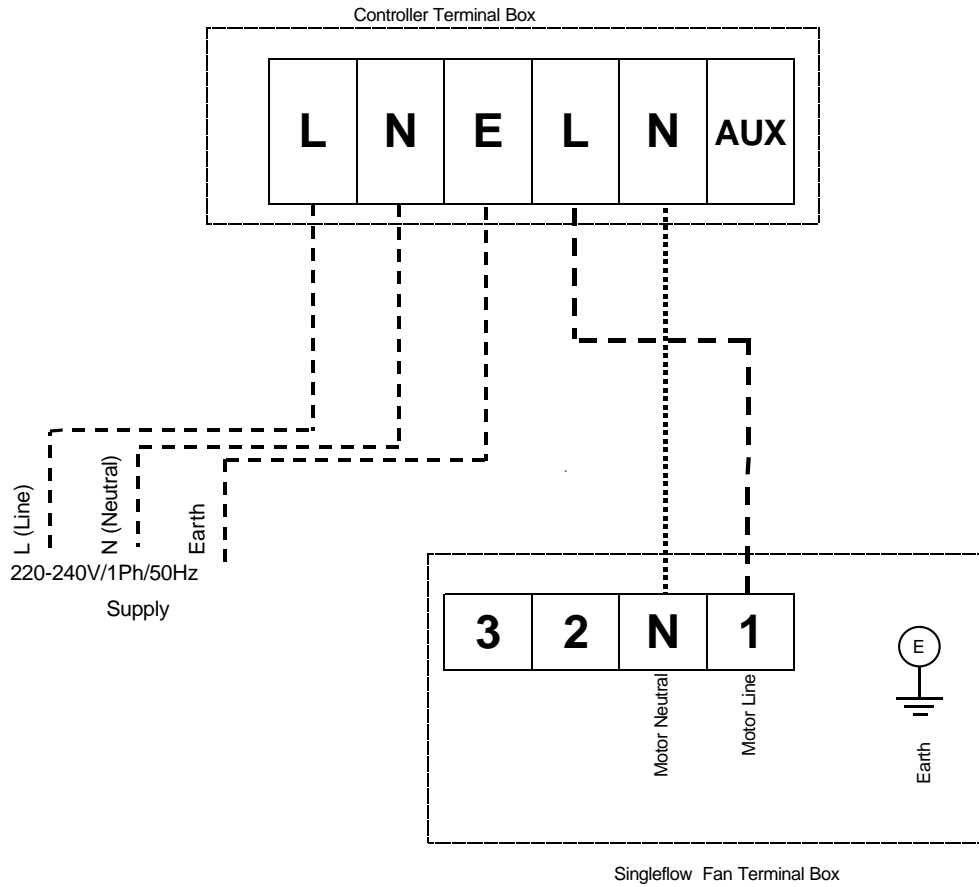 Controller Terminal Box
L N E L N AUX
L (Line)
N (Neutral)
Earth
220-240V/1Ph/50Hz
Supply
3 2 N 1
E
Motor Neutral
Motor Line
Earth
Singleflow Fan Terminal Box